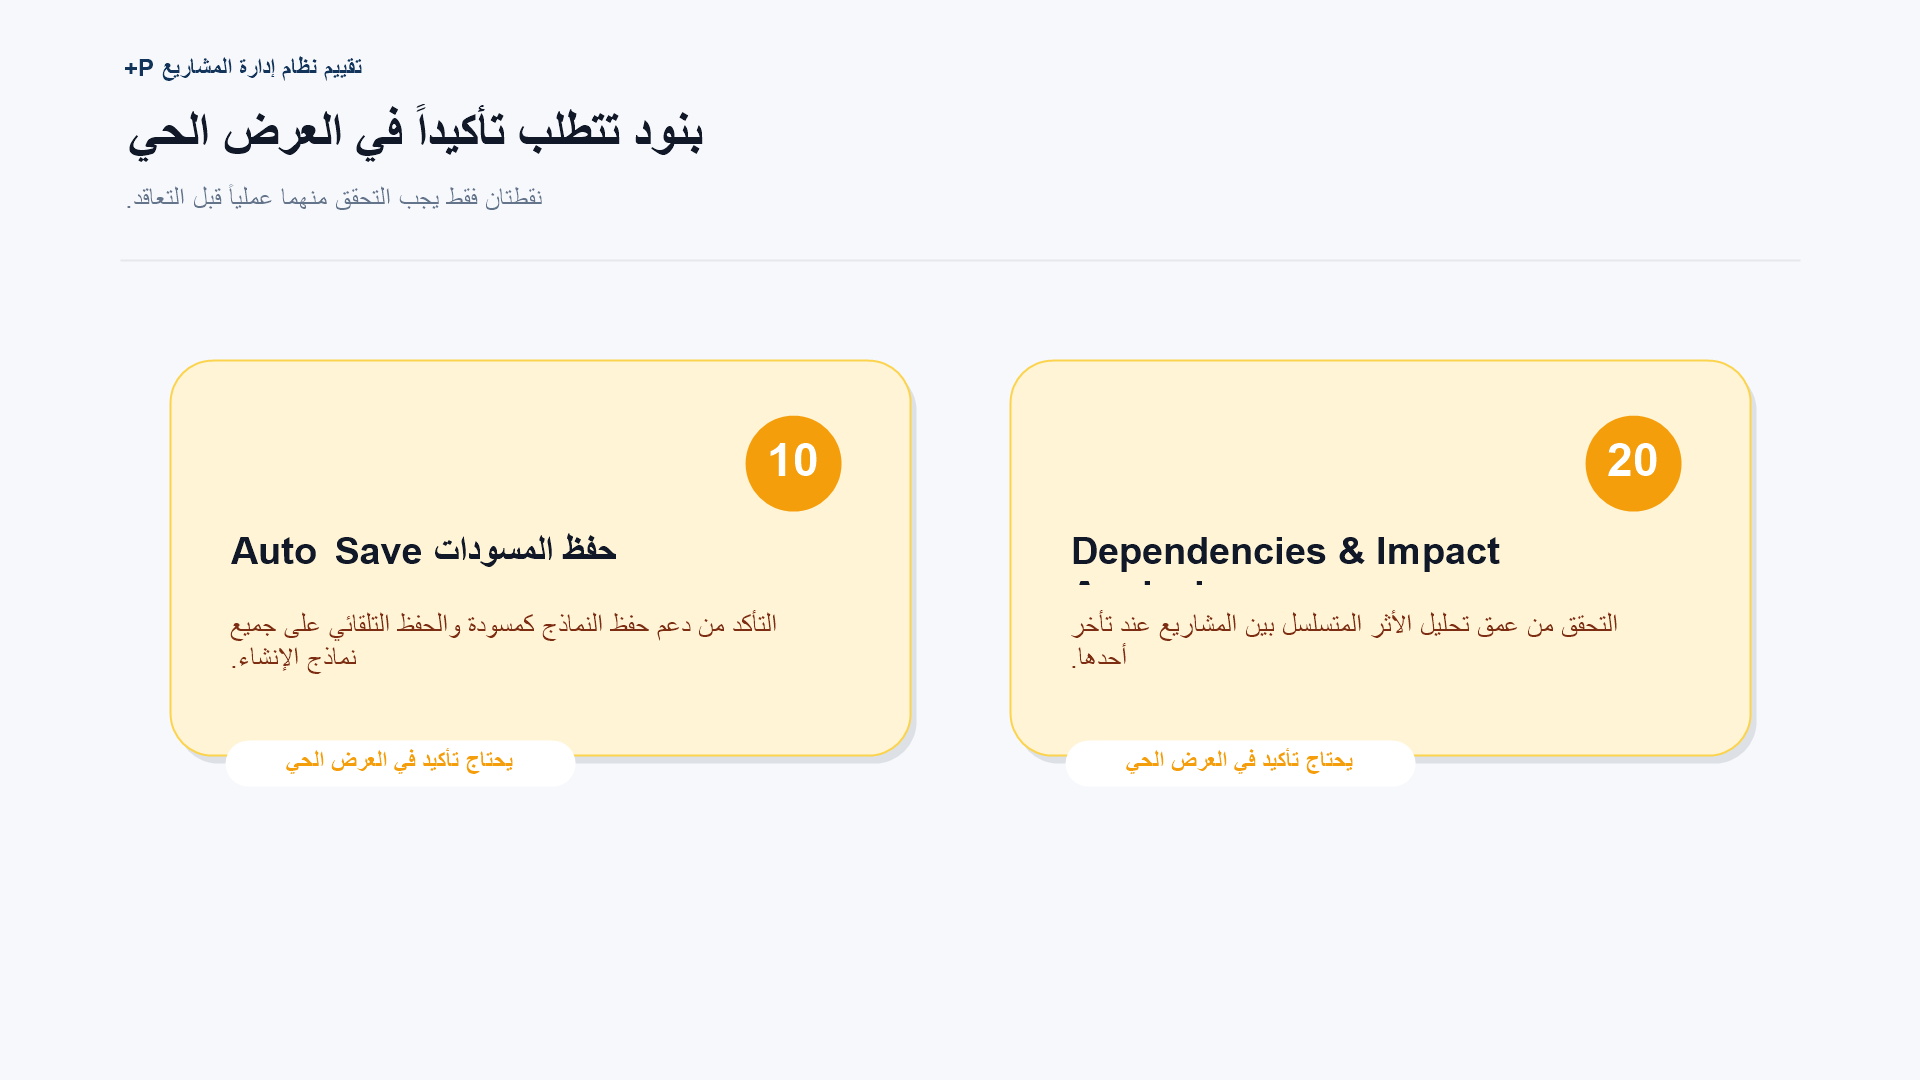 تقييم نظام إدارة المشاريع P+
بنود تتطلب تأكيداً في العرض الحي
نقطتان فقط يجب التحقق منهما عملياً قبل التعاقد.
10
Auto Save حفظ المسودات
التأكد من دعم حفظ النماذج كمسودة والحفظ التلقائي على جميع
نماذج الإنشاء.
يحتاج تأكيد في العرض الحي
20
Dependencies & Impact
التحقق من عمق تحليل الأثر المتسلسل بين المشاريع عند تأخر
أحدها.
يحتاج تأكيد في العرض الحي